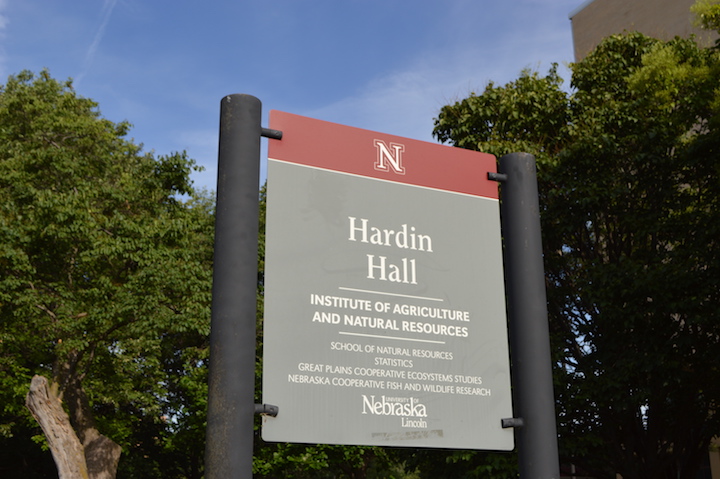 N
Hardin
Hall
INSTITUTE OF AGRICULTURE
AND NATURAL RESOURCES
SCHOOL OF NATURAL RESOURCES
STATISTICS
GREAT PLAINS COOPERATIVE ECOSYSTEMS STUDIES
NEBRASKA COOPERATIVE FISH AND WILDLIFE RESEARCH
UNIVERSITY OF
Nebraska
Lincoln